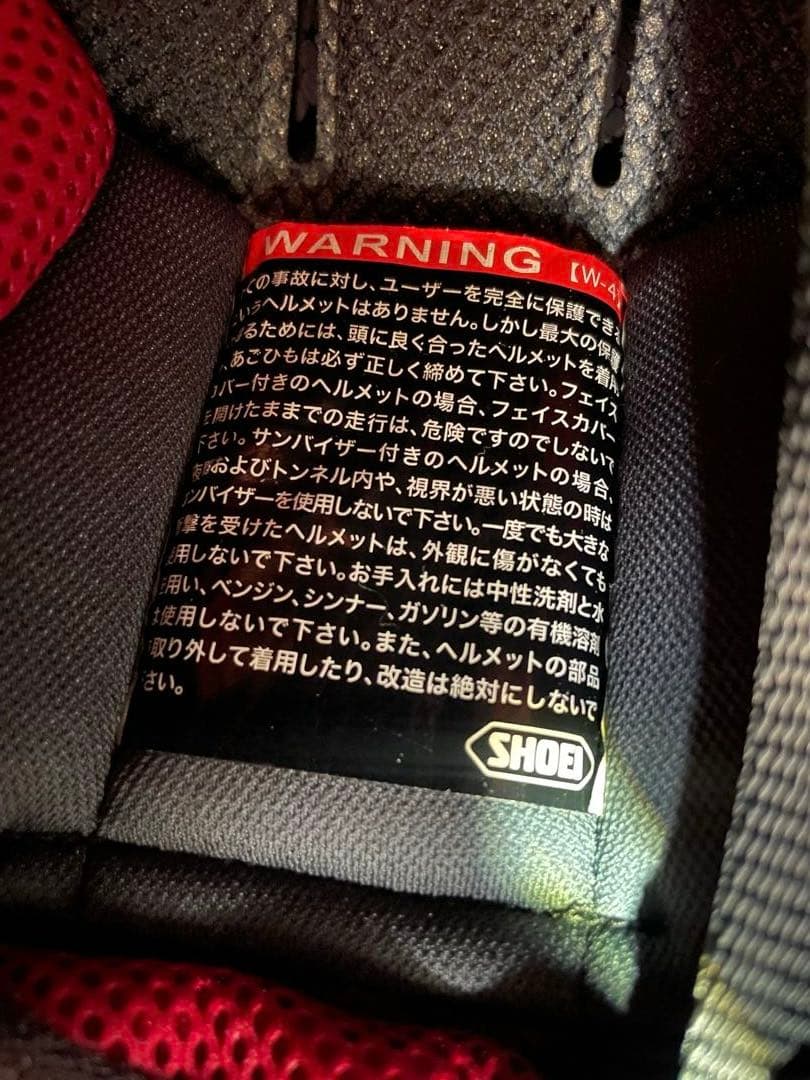 WARNING 【W-4】
ての事故に対し、ユーザーを完全に保護でき
いうヘルメットはありません。しかし最大の保護
るためには、頭に良く合ったヘルメットを着用
、あごひもは必ず正しく締めて下さい。フェイス
バー付きのヘルメットの場合、フェイスカバー
を開けたままでの走行は、危険ですのでしないで
下さい。サンバイザー付きのヘルメットの場合、
およびトンネル内や、視界が悪い状態の時は
ンバイザーを使用しないで下さい。一度でも大きな
撃を受けたヘルメットは、外観に傷がなくても
使用しないで下さい。お手入れには中性洗剤と水
を用い、ベンジン、シンナー、ガソリン等の有機溶剤
は使用しないで下さい。また、ヘルメットの部品
を取り外して着用したり、改造は絶対にしないで
さい。
SHOEI